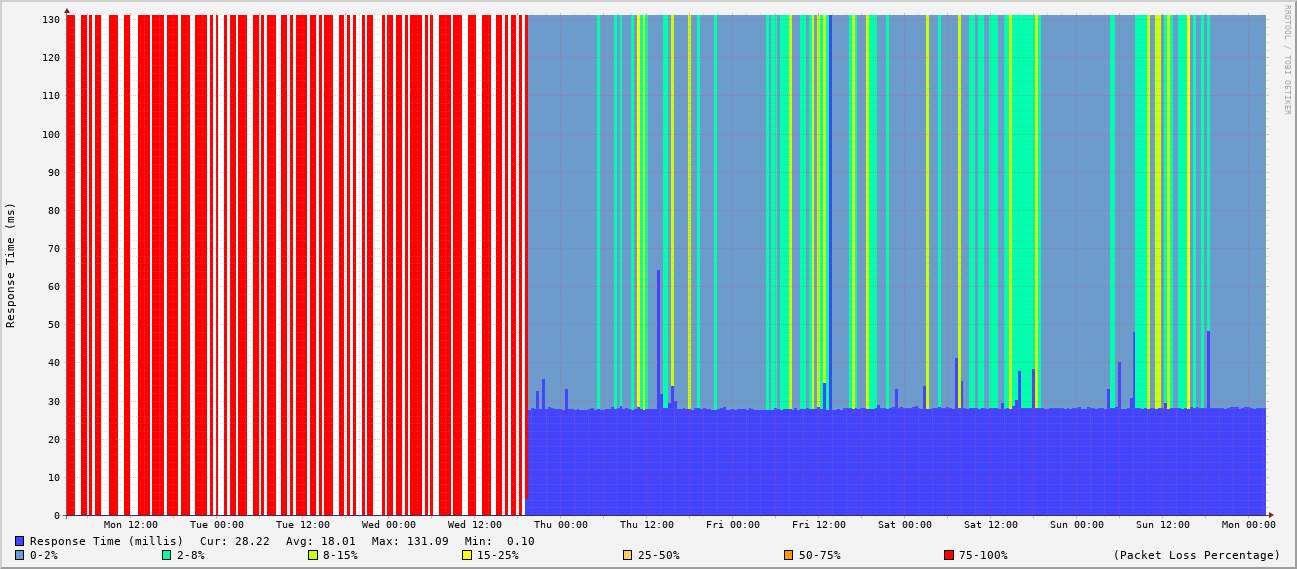 RRDTOOL / TOBI OETIKER
Response Time (ms)
130
120
110
100
90
80
70
60
50
40
30
20
10
0
Mon 12:00 Tue 00:00 Tue 12:00 Wed 00:00 Wed 12:00 Thu 00:00 Thu 12:00 Fri 00:00 Fri 12:00 Sat 00:00 Sat 12:00 Sun 00:00 Sun 12:00 Mon 00:00
Response Time (millis) Cur: 28.22 Avg: 18.01 Max: 131.09 Min: 0.10
0-2% 2-8% 8-15% 15-25% 25-50% 50-75% 75-100% (Packet Loss Percentage)